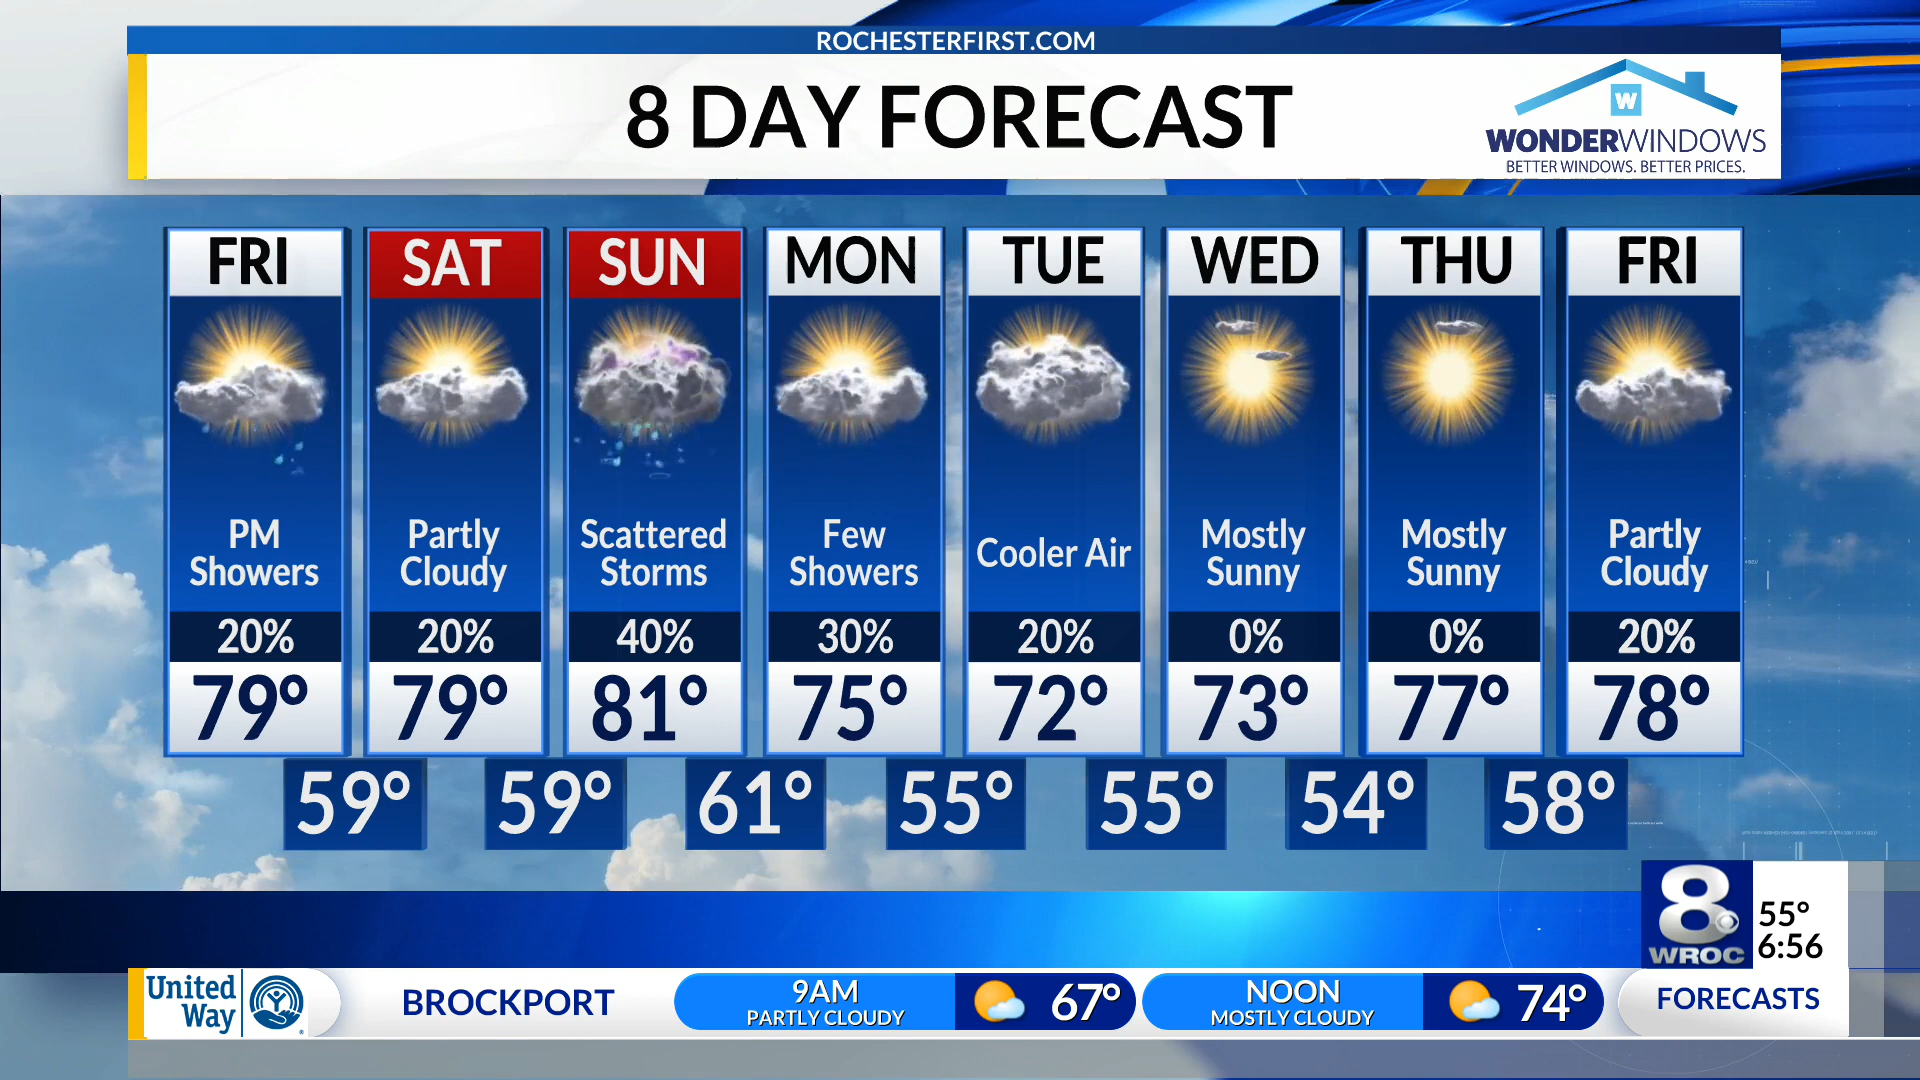 ROCHESTERFIRST.COM
8 DAY FORECAST
W
WONDERWINDOWS
BETTER WINDOWS. BETTER PRICES.
FRI SAT SUN MON TUE WED THU FRI
PM Partly Scattered Few Cooler Air Mostly Mostly Partly
Showers Cloudy Storms Showers Sunny Sunny Cloudy
20% 20% 40% 30% 20% 0% 0% 20%
79° 79° 81° 75° 72° 73° 77° 78°
59° 59° 61° 55° 55° 54° 58°
8
WROC
55°
6:56
United
Way
BROCKPORT
9AM
PARTLY CLOUDY
67°
NOON
MOSTLY CLOUDY
74°
FORECASTS